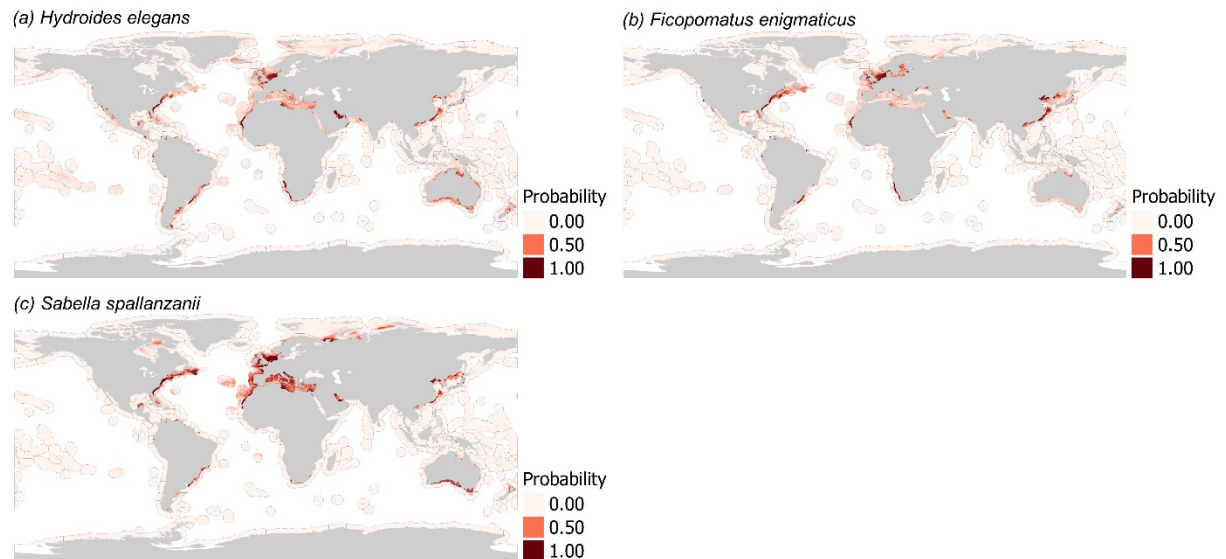 (a) Hydroides elegans
Probability
0.00
0.50
1.00
(b) Ficopomatus enigmaticus
Probability
0.00
0.50
1.00
(c) Sabella spallanzanii
Probability
0.00
0.50
1.00